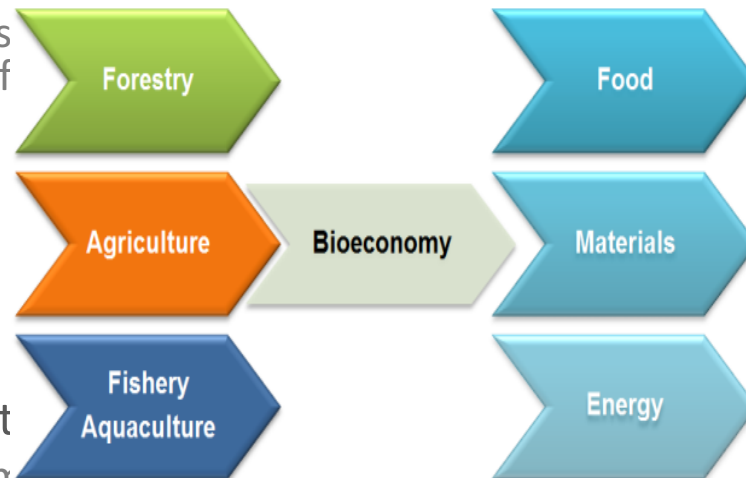 s
f
Forestry
Food
Agriculture
Bioeconomy
Materials
Fishery
Aquaculture
Energy
t